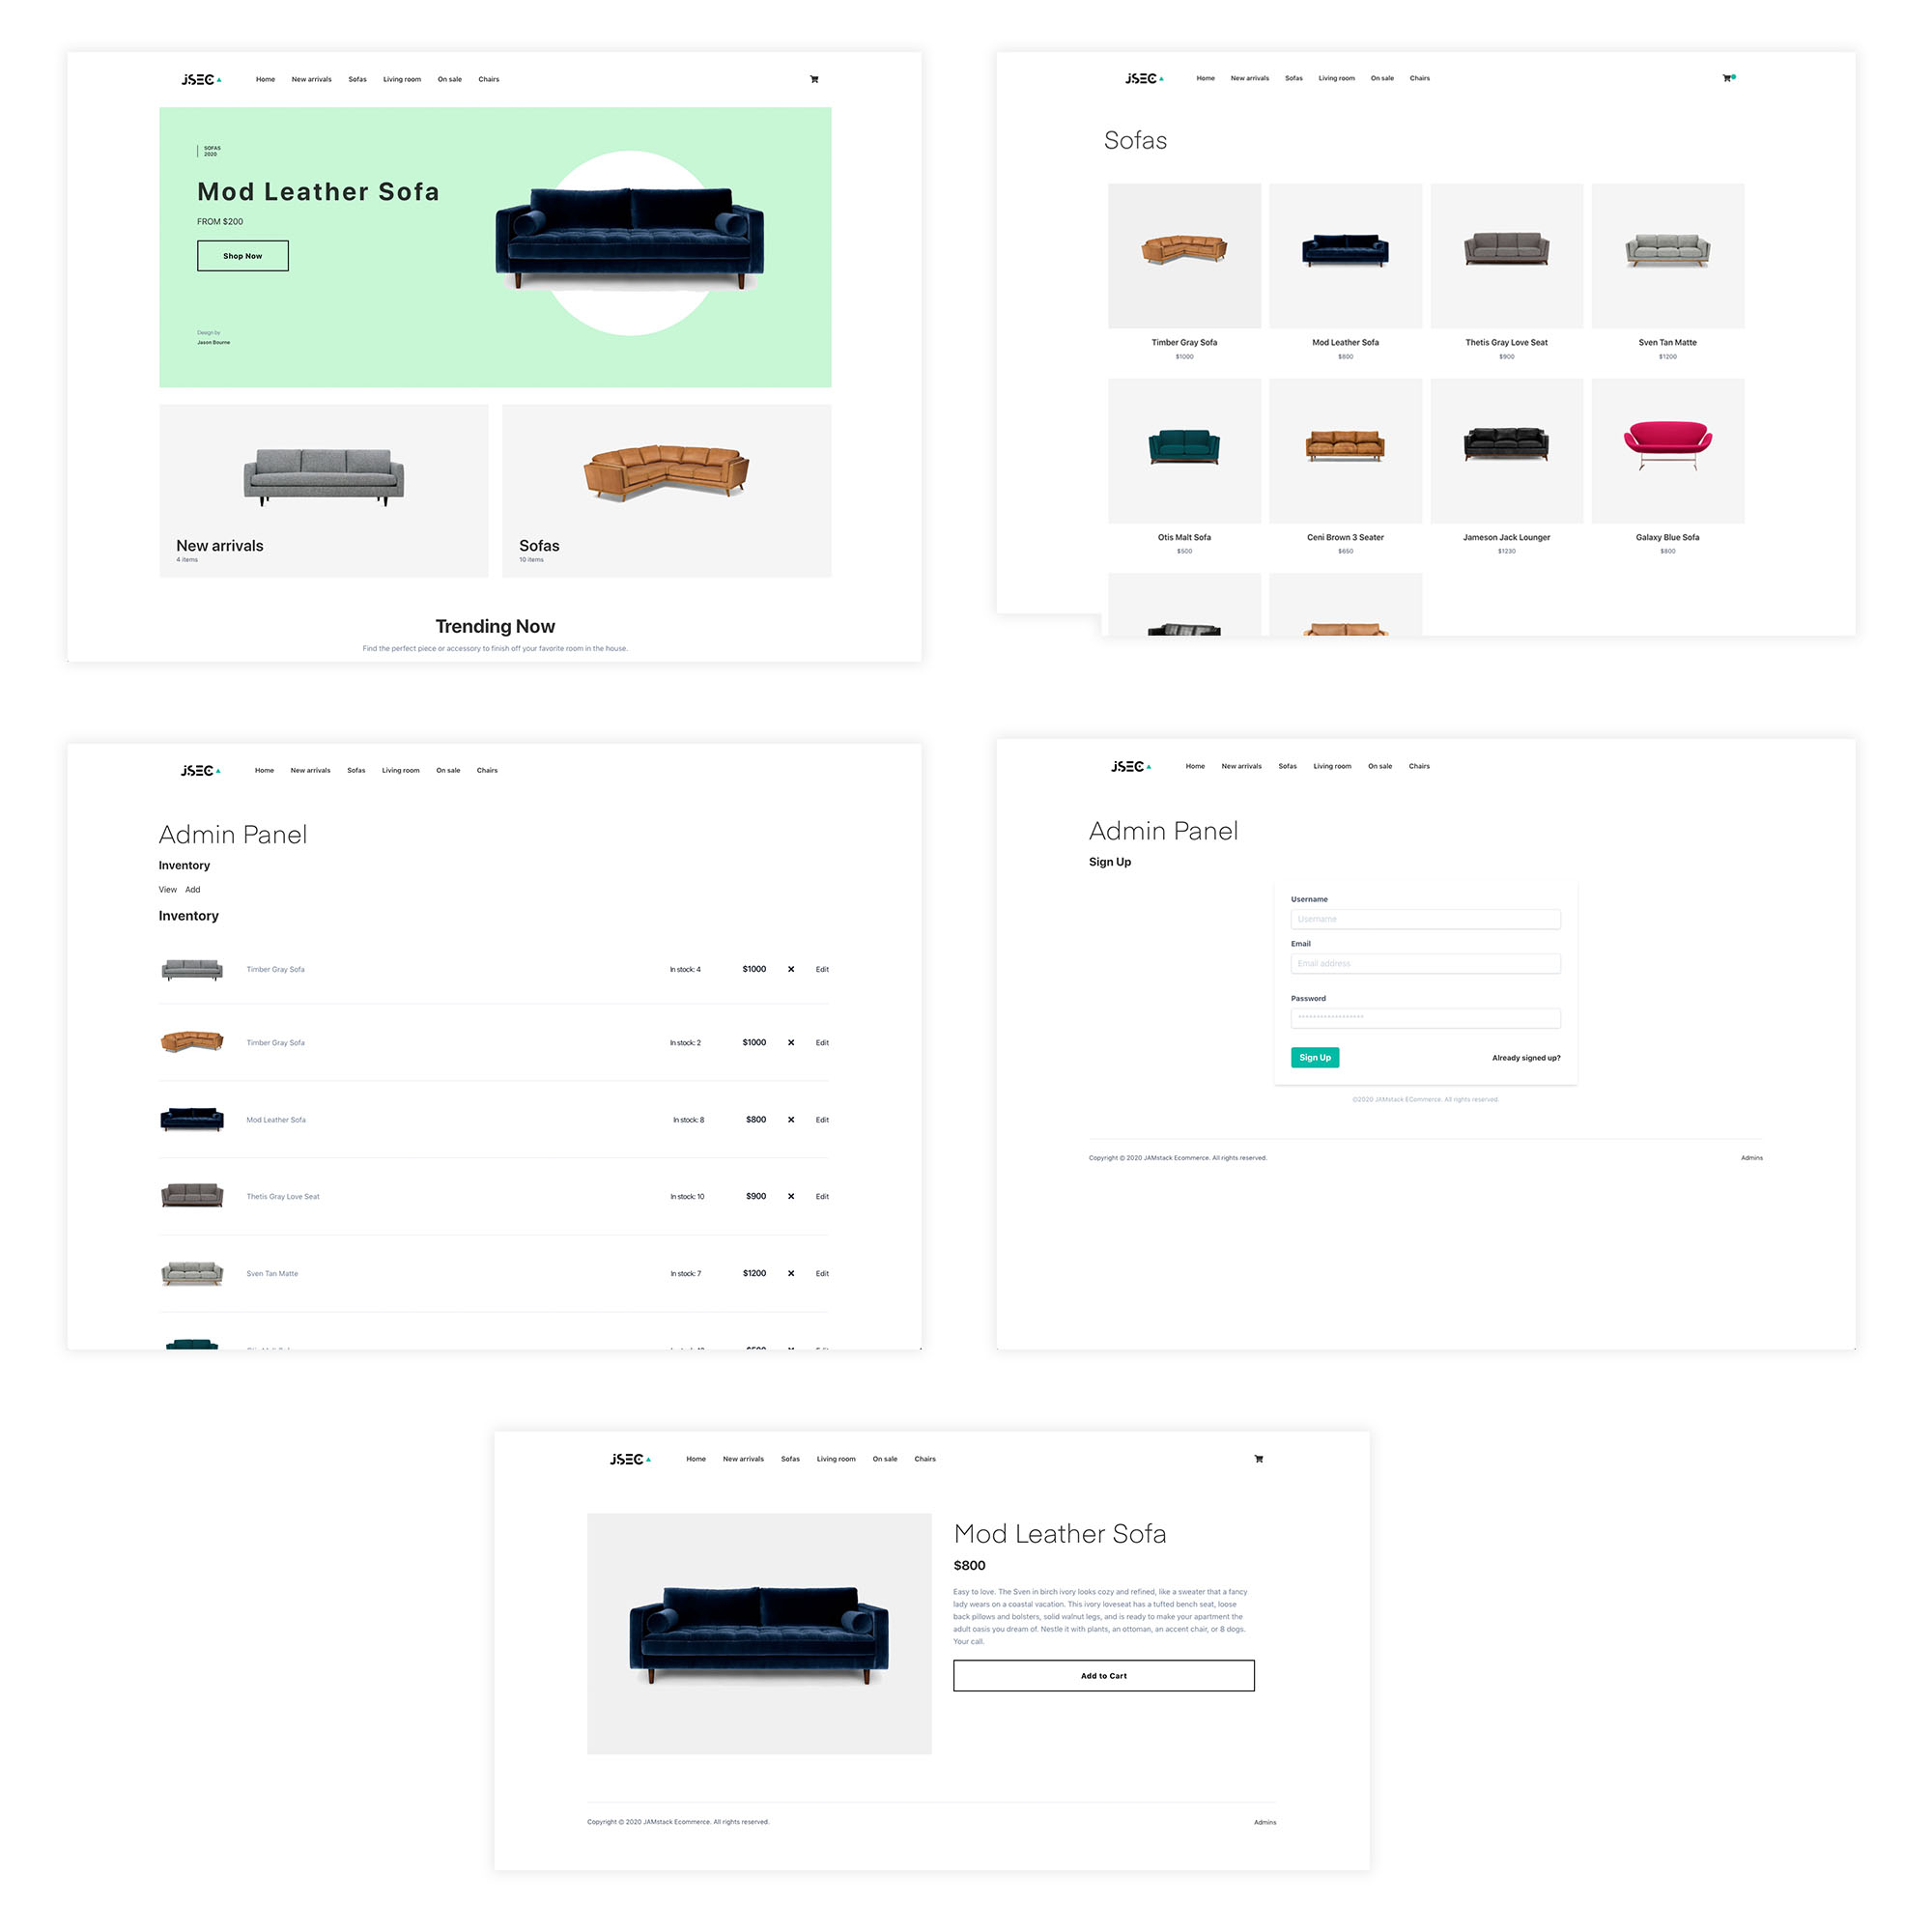 JSEC
Home New arrivals Sofas Living room On sale Chairs
SOFAS
2020
Mod Leather Sofa
FROM $200
Shop Now
Design by
Jason Bourne
New arrivals
4 items
Sofas
10 items
Trending Now
Find the perfect piece or accessory to finish off your favorite room in the house.
JSEC
Home New arrivals Sofas Living room On sale Chairs
Sofas
Timber Gray Sofa
$1000
Mod Leather Sofa
$800
Thetis Gray Love Seat
$900
Sven Tan Matte
$1200
Otis Malt Sofa
$500
Ceni Brown 3 Seater
$650
Jameson Jack Lounger
$1230
Galaxy Blue Sofa
$800
JSEC
Home New arrivals Sofas Living room On sale Chairs
Admin Panel
Inventory
View Add
Inventory
Timber Gray Sofa In stock: 4 $1000 Edit
Timber Gray Sofa In stock: 2 $1000 Edit
Mod Leather Sofa In stock: 8 $800 Edit
Thetis Gray Love Seat In stock: 10 $900 Edit
Sven Tan Matte In stock: 7 $1200 Edit
JSEC
Home New arrivals Sofas Living room On sale Chairs
Admin Panel
Sign Up
Username
Username
Email
Email address
Password
******************
Sign Up Already signed up?
©2020 JAMstack ECommerce. All rights reserved.
Copyright © 2020 JAMstack Ecommerce. All rights reserved. Admins
JSEC
Home New arrivals Sofas Living room On sale Chairs
Mod Leather Sofa
$800
Easy to love. The Sven in birch ivory looks cozy and refined, like a sweater that a fancy
lady wears on a coastal vacation. This ivory loveseat has a tufted bench seat, loose
back pillows and bolsters, solid walnut legs, and is ready to make your apartment the
adult oasis you dream of. Nestle it with plants, an ottoman, an accent chair, or 8 dogs.
Your call.
Add to Cart
Copyright © 2020 JAMstack Ecommerce. All rights reserved. Admins